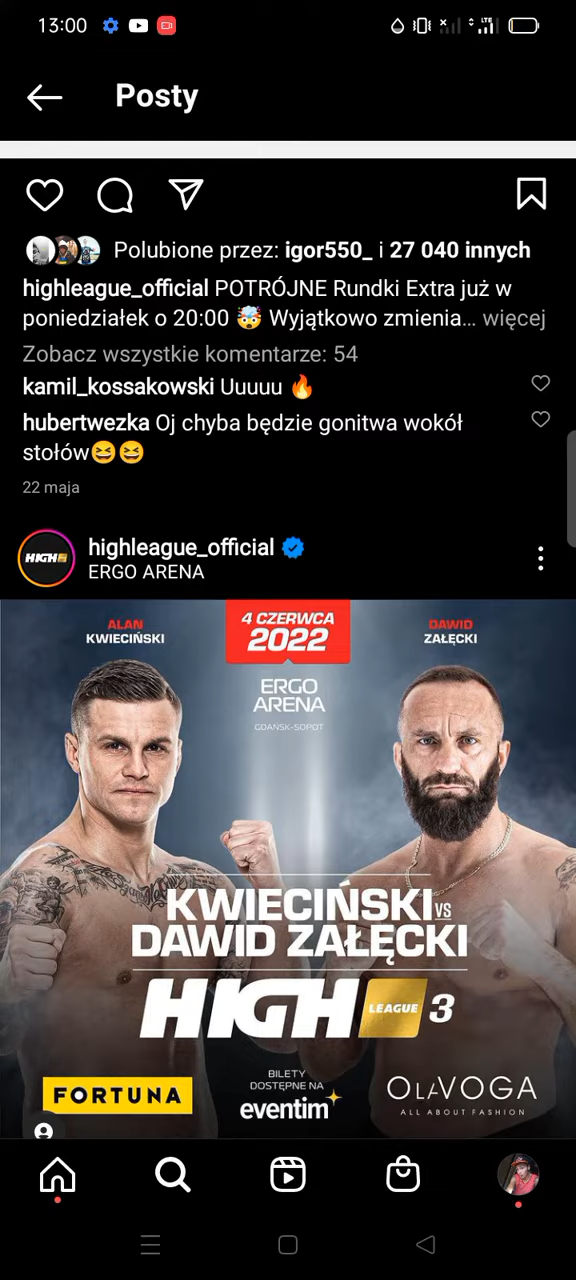 13:00
LTE
Posty
Polubione przez: igor550_ i 27 040 innych
highleague_official POTRÓJNE Rundki Extra już w
poniedziałek o 20:00 🤯 Wyjątkowo zmienia... więcej
Zobacz wszystkie komentarze: 54
kamil_kossakowski Uuuuu 🔥
hubertwezka Oj chyba będzie gonitwa wokół
stołów😆😆
22 maja
HIGH
highleague_official
ERGO ARENA
ALAN
KWIECIŃSKI
4 CZERWCA
2022
DAWID
ZAŁĘCKI
ERGO
ARENA
GDAŃSK-SOPOT
KWIECIŃSKI VS
DAWID ZAŁĘCKI
HIGH LEAGUE 3
FORTUNA
BILETY
DOSTĘPNE NA
eventim
OLAVOGA
ALL ABOUT FASHION